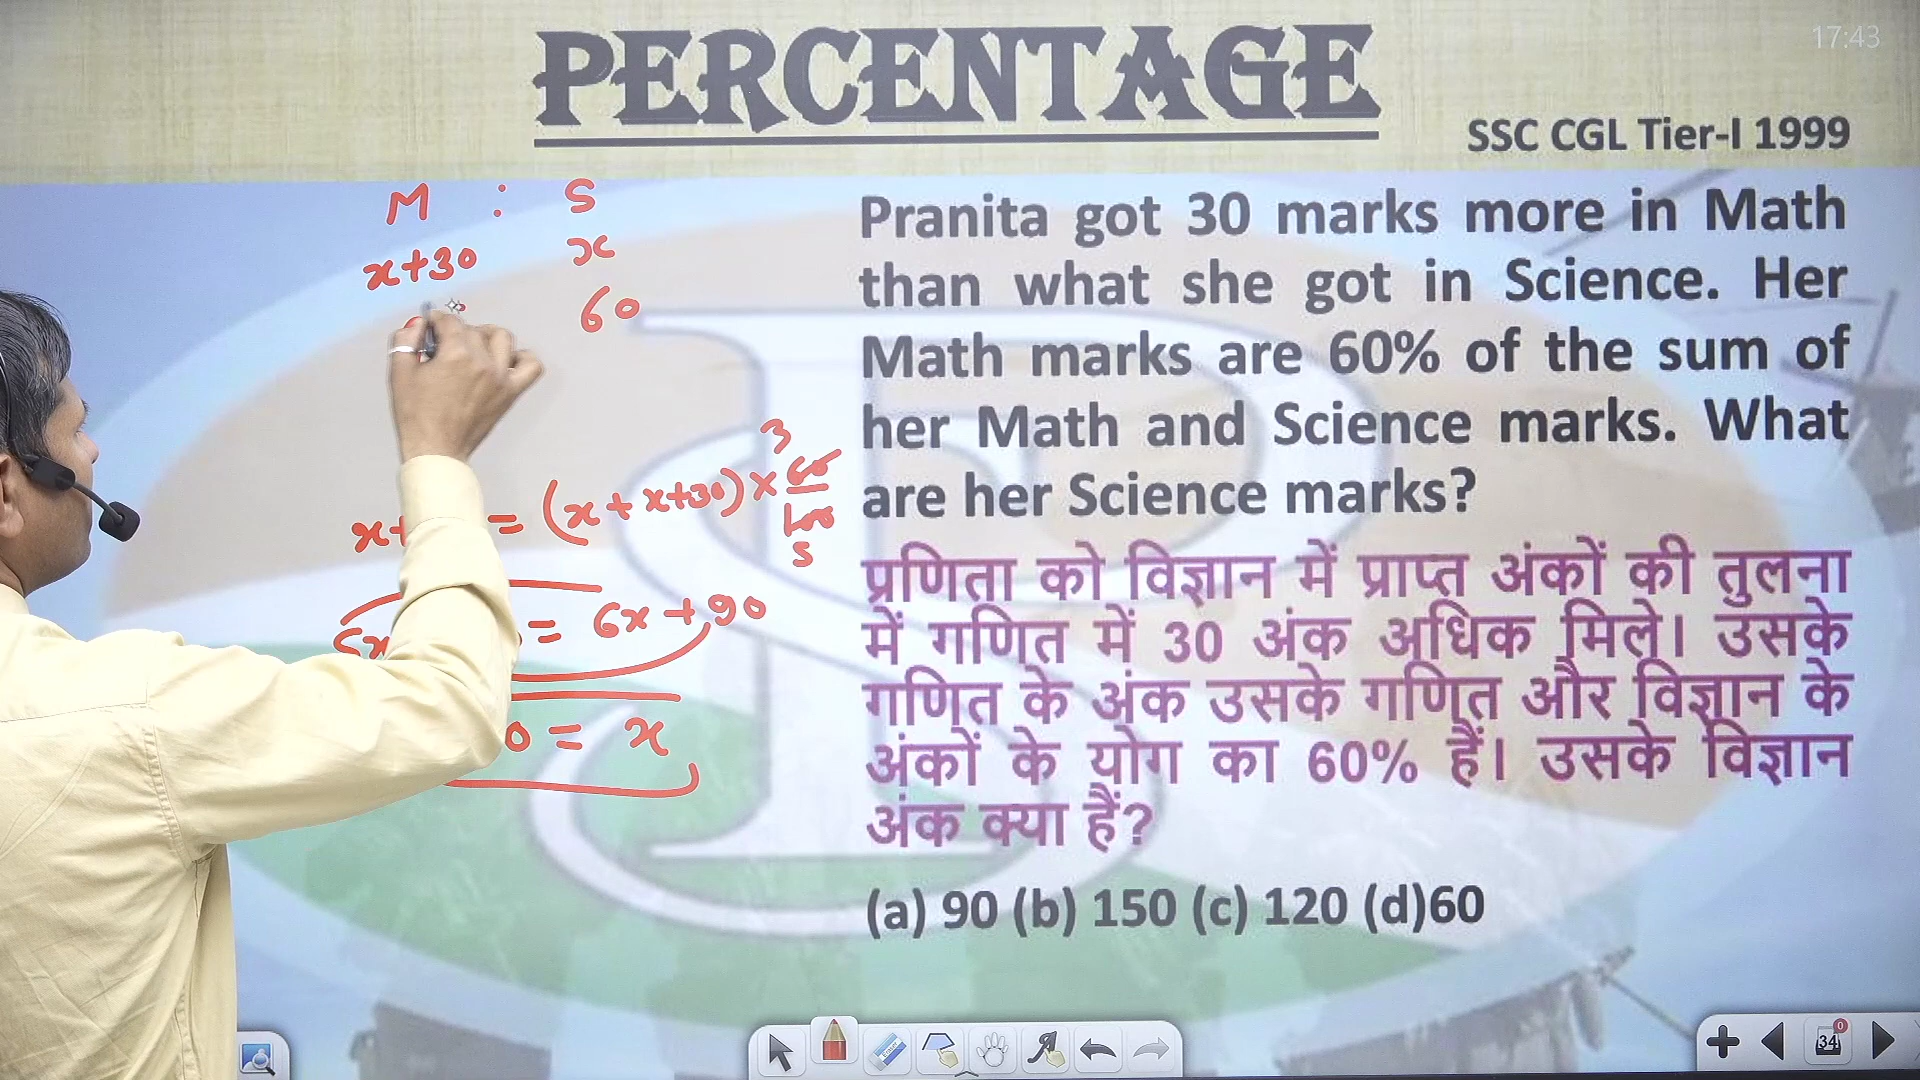 17:43
PERCENTAGE
SSC CGL Tier-I 1999
M : S
x+30 x
60
x+ = (x+x+30)×60/100
3
5
5x = 6x+90
0 = x
Pranita got 30 marks more in Math
than what she got in Science. Her
Math marks are 60% of the sum of
her Math and Science marks. What
are her Science marks?
प्रणिता को विज्ञान में प्राप्त अंकों की तुलना
में गणित में 30 अंक अधिक मिले। उसके
गणित के अंक उसके गणित और विज्ञान के
अंकों के योग का 60% हैं। उसके विज्ञान
अंक क्या हैं?
(a) 90 (b) 150 (c) 120 (d)60
34
0